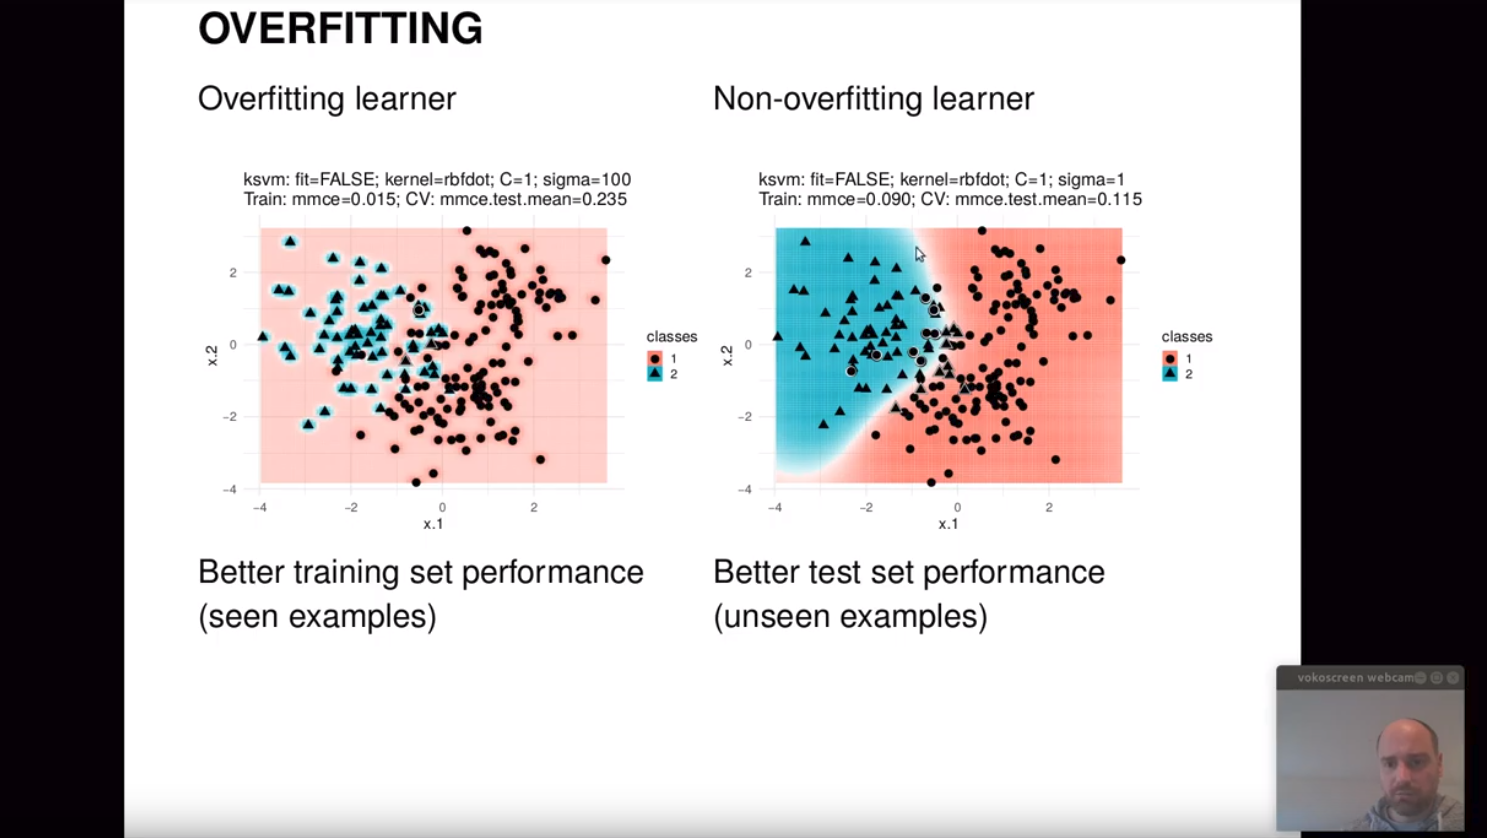 OVERFITTING
Overfitting learner
Non-overfitting learner
ksvm: fit=FALSE; kernel=rbfdot; C=1; sigma=100
Train: mmce=0.015; CV: mmce.test.mean=0.235
ksvm: fit=FALSE; kernel=rbfdot; C=1; sigma=1
Train: mmce=0.090; CV: mmce.test.mean=0.115
2
0
−2
−4
x.2
−4 −2 0 2
x.1
classes
1
2
2
0
−2
−4
x.2
−4 −2 0 2
x.1
classes
1
2
Better training set performance
(seen examples)
Better test set performance
(unseen examples)
vokoscreen webcam